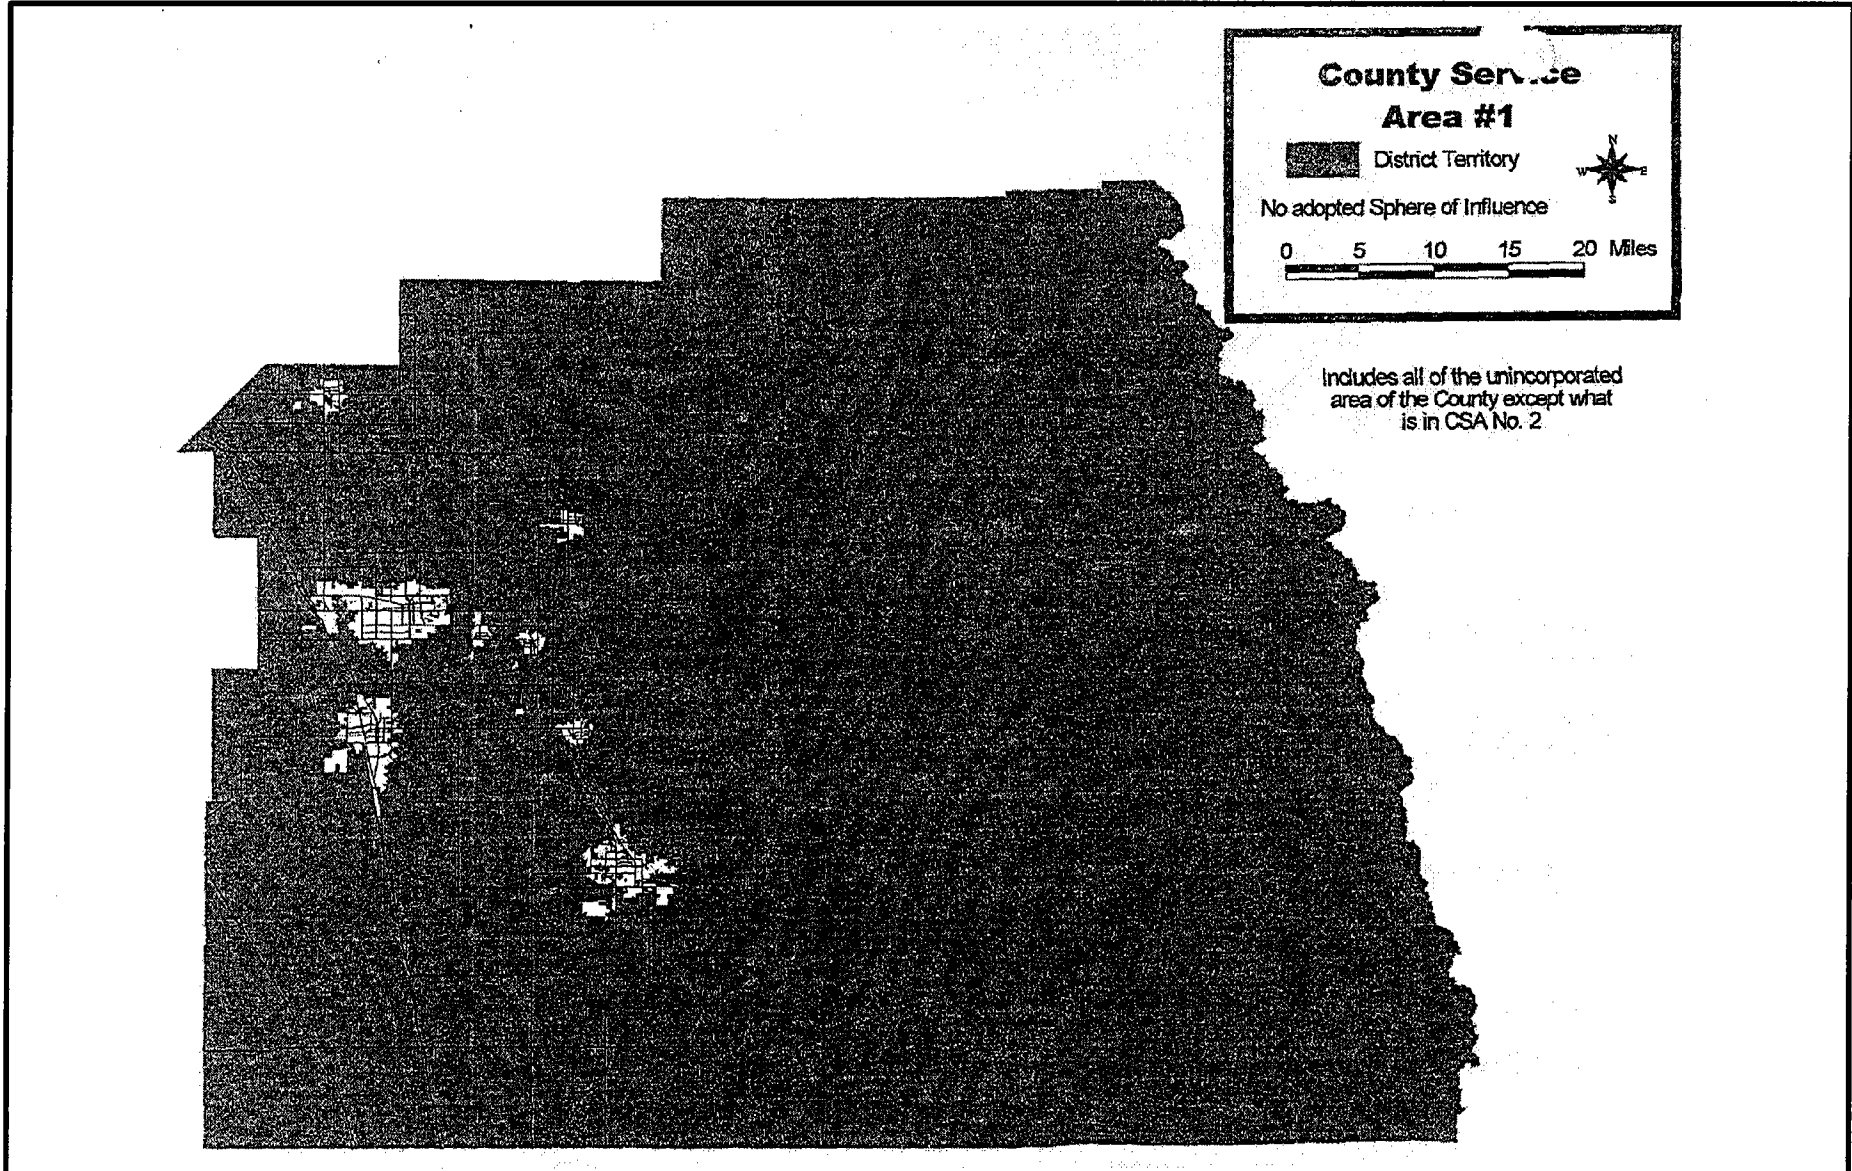 County Service
Area #1
District Territory
N
W E
S
No adopted Sphere of Influence
0 5 10 15 20 Miles
Includes all of the unincorporated
area of the County except what
is in CSA No. 2